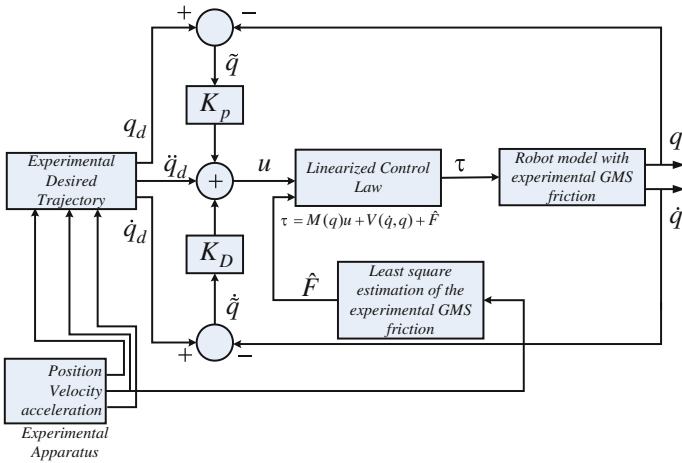 + −
q̃
K_p
q_d
q
Experimental
Desired
Trajectory
q̈_d
+
u
Linearized Control
Law
τ
Robot model with
experimental GMS
friction
τ = M(q)u + V(q̇,q) + F̂
q̇
q̇_d
K_D
F̂
Least square
estimation of the
experimental GMS
friction
q̃̇
+ −
Position
Velocity
acceleration
Experimental
Apparatus